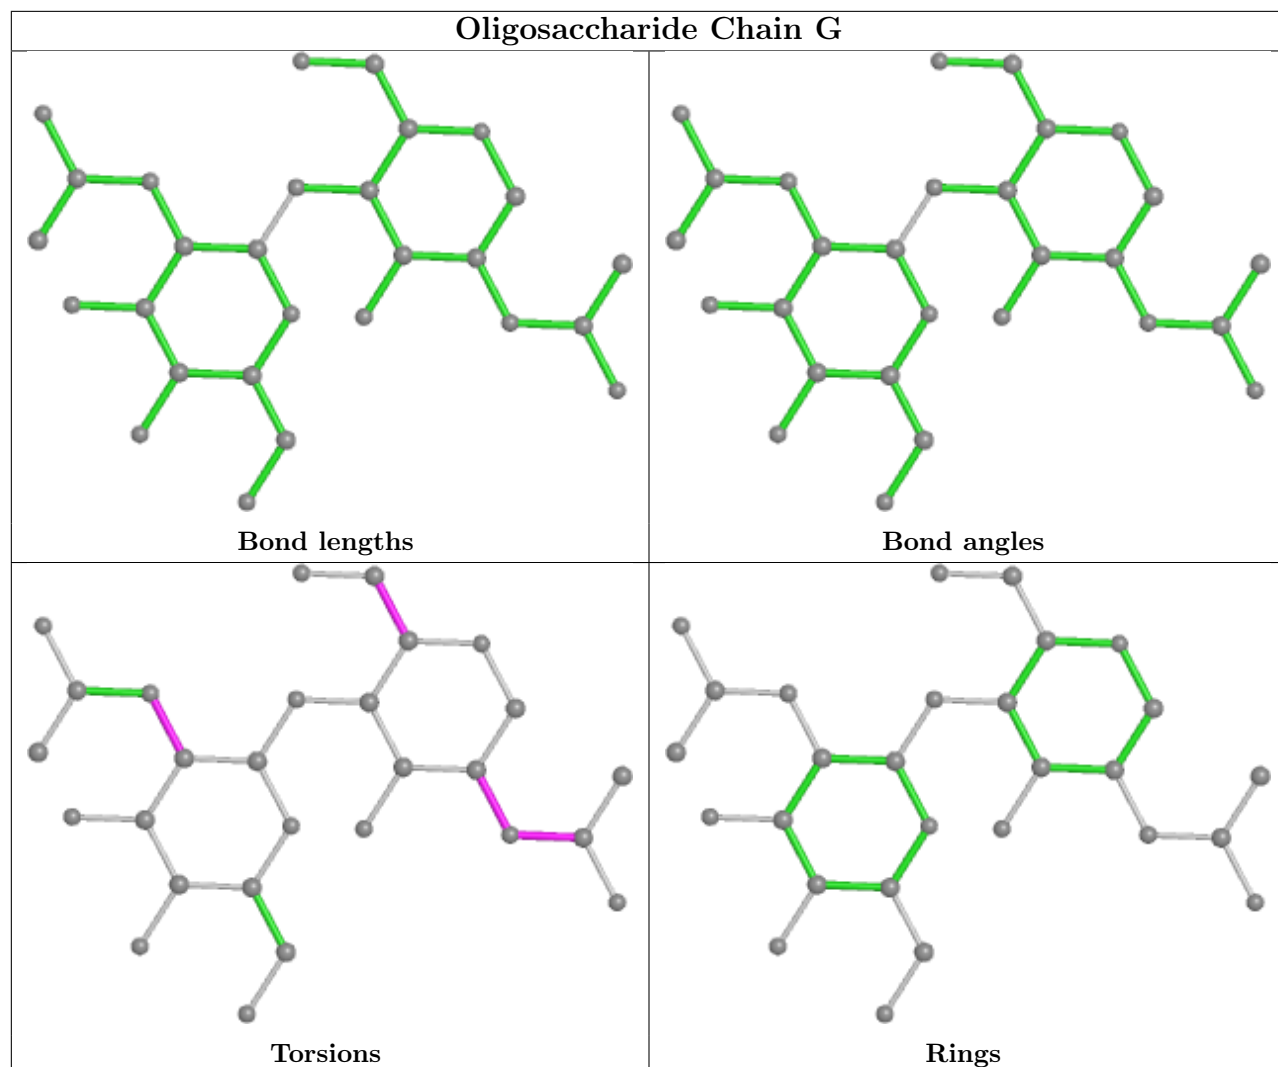 Oligosaccharide Chain G
Bond lengths
Bond angles
Torsions
Rings